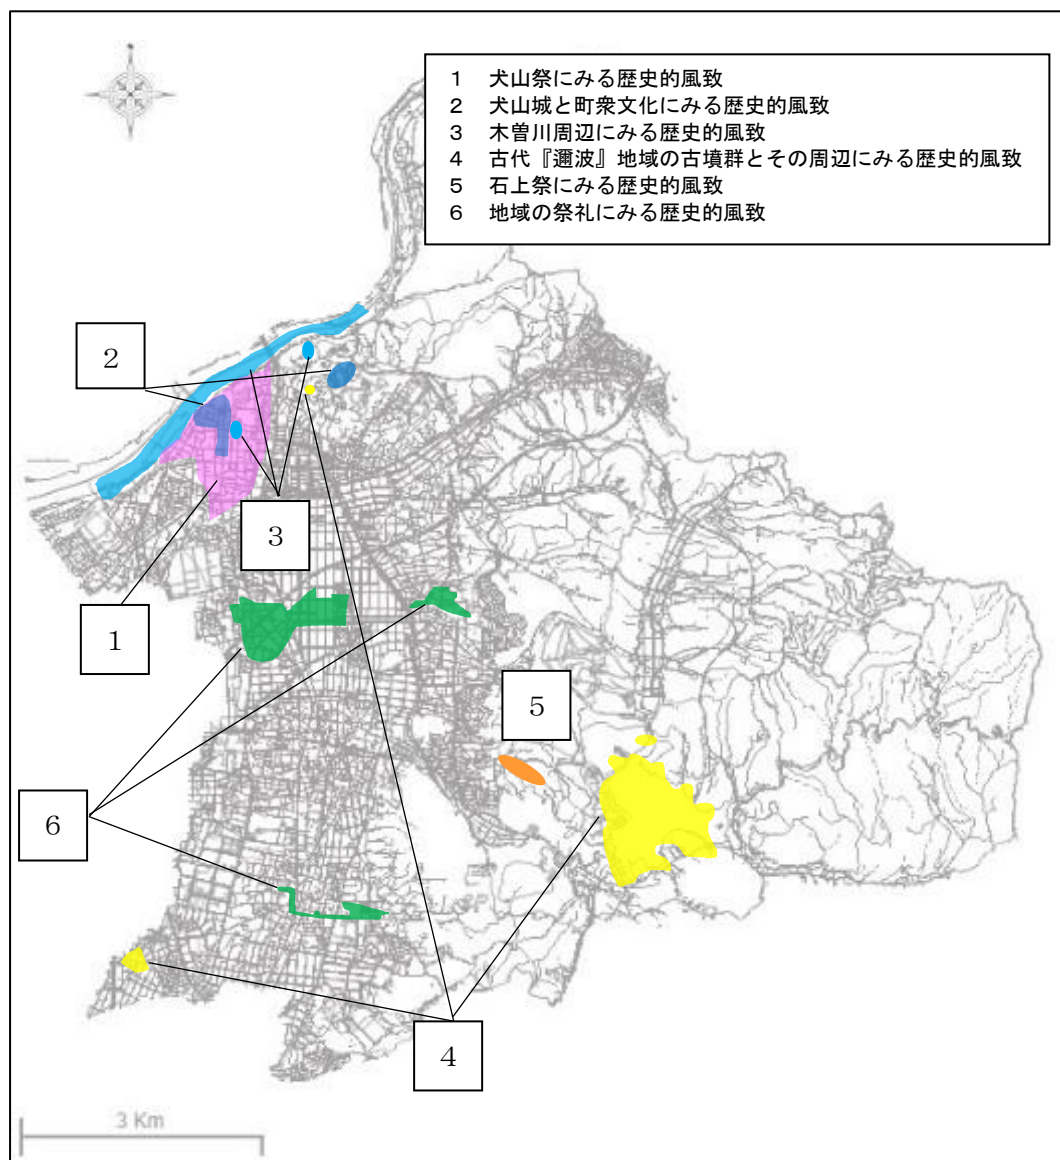 １　犬山祭にみる歴史的風致
２　犬山城と町衆文化にみる歴史的風致
３　木曽川周辺にみる歴史的風致
４　古代『邇波』地域の古墳群とその周辺にみる歴史的風致
５　石上祭にみる歴史的風致
６　地域の祭礼にみる歴史的風致
２
３
１
５
６
４
3 Km